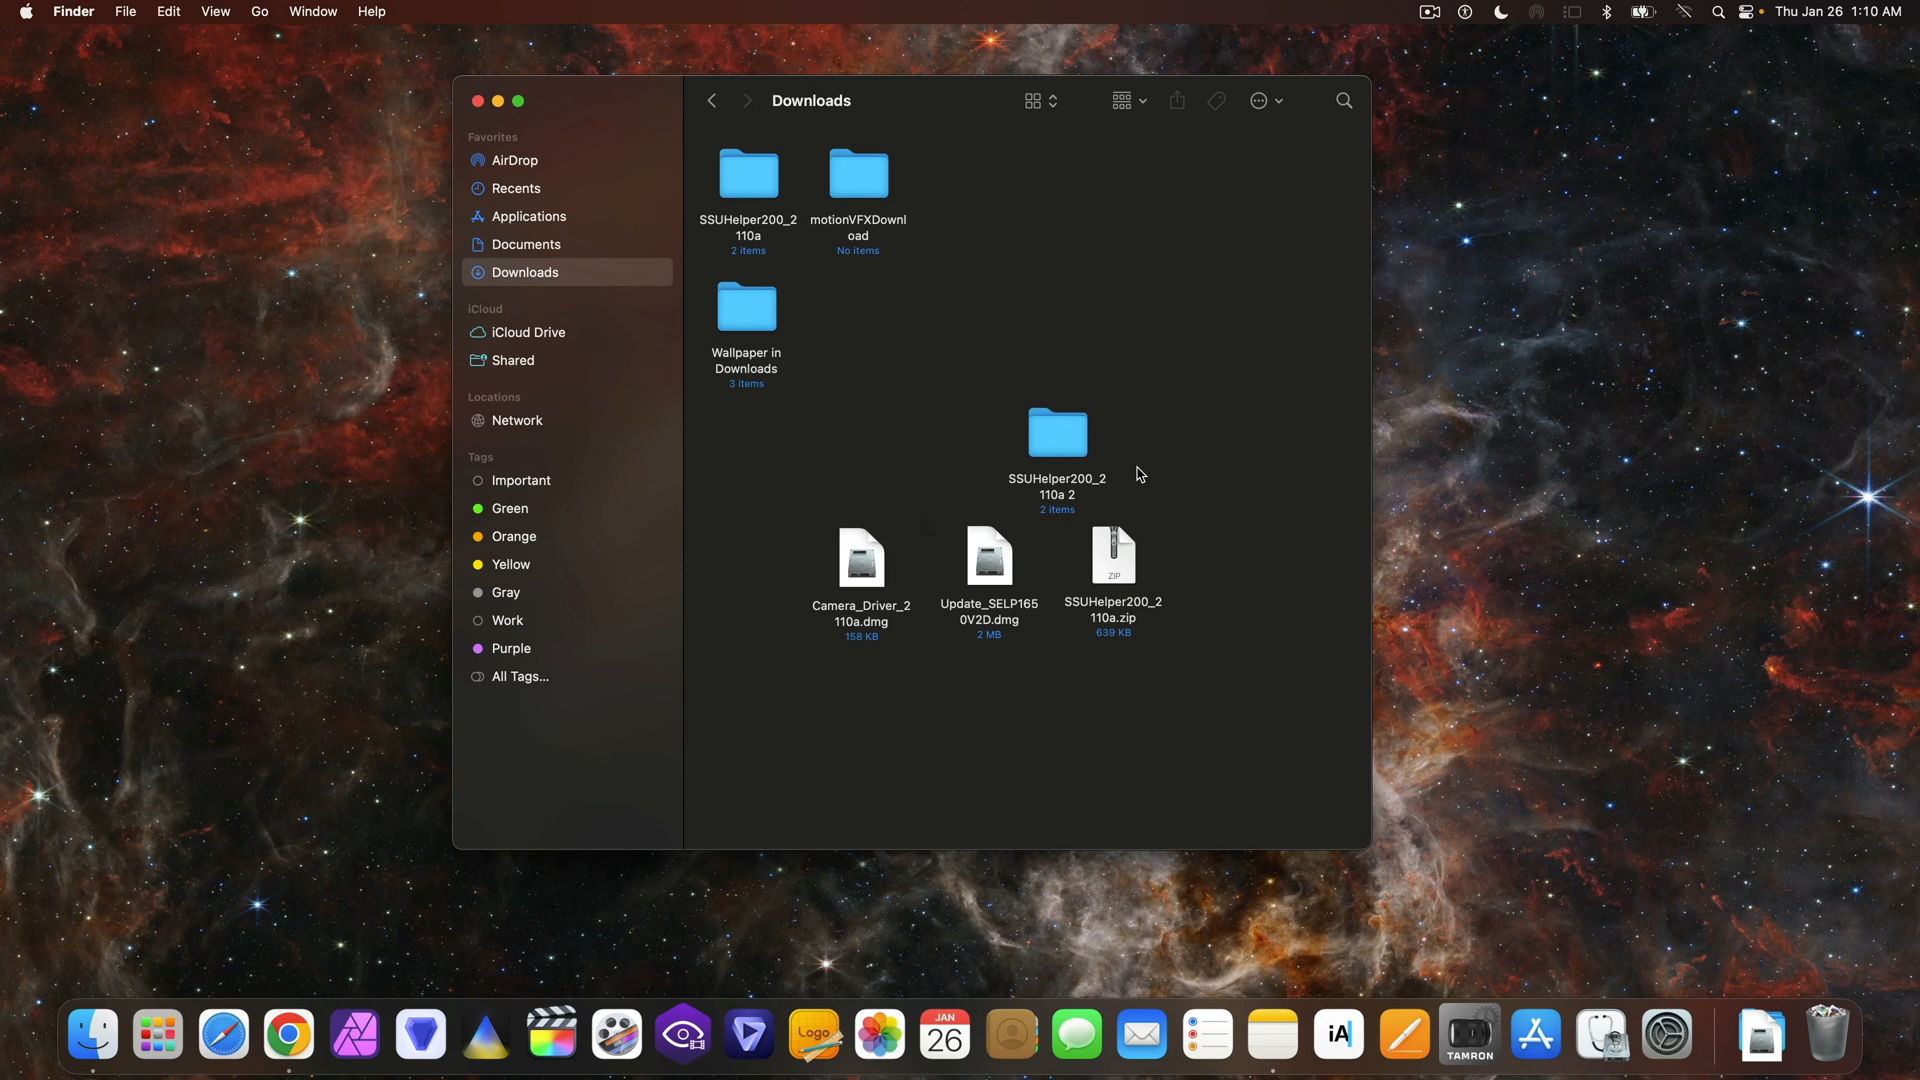 Finder File Edit View Go Window Help Thu Jan 26 1:10 AM
Downloads
Favorites
AirDrop
Recents
Applications
Documents
Downloads
iCloud
iCloud Drive
Shared
Locations
Network
Tags
Important
Green
Orange
Yellow
Gray
Work
Purple
All Tags...
SSUHelper200_2
110a
2 items
motionVFXDownl
oad
No items
Wallpaper in
Downloads
3 items
SSUHelper200_2
110a 2
2 items
Camera_Driver_2
110a.dmg
158 KB
Update_SELP165
0V2D.dmg
2 MB
ZIP
SSUHelper200_2
110a.zip
639 KB
Logo
JAN
26
iA
TAMRON